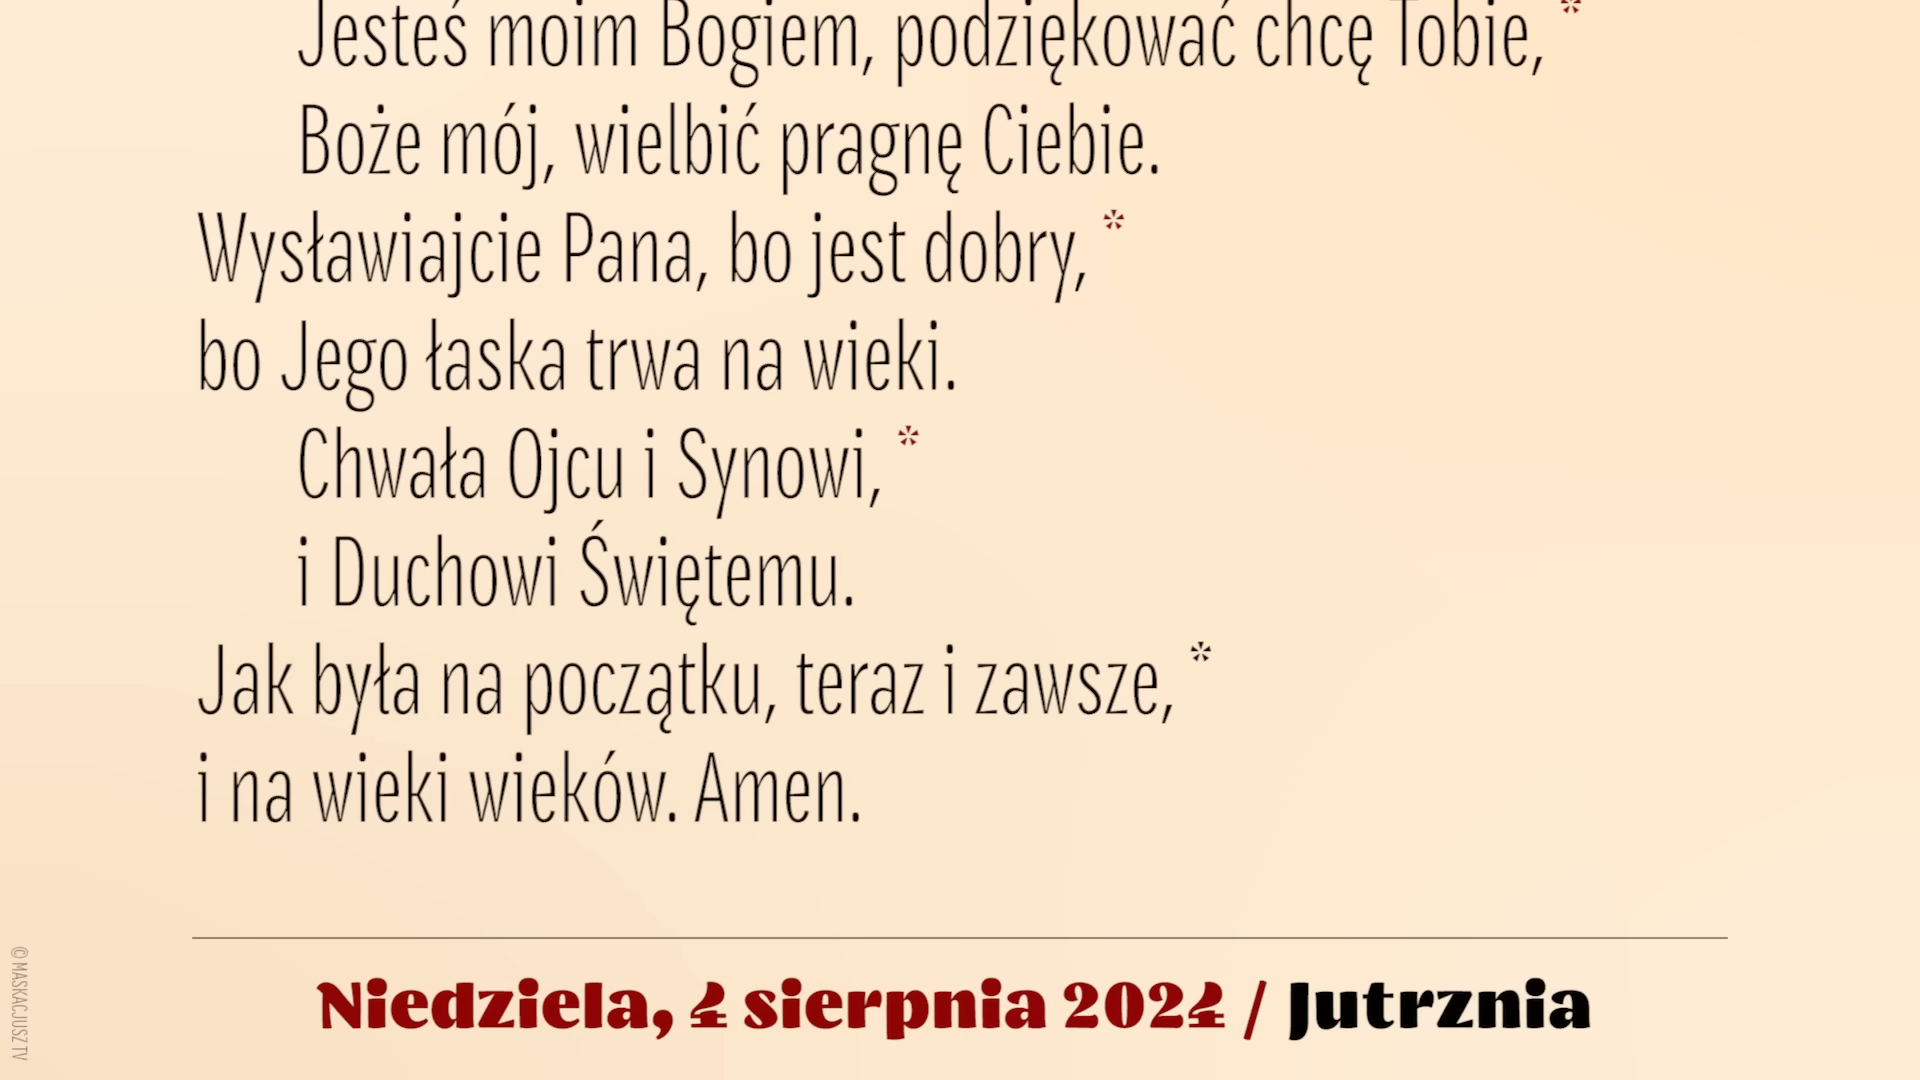 Jesteś moim Bogiem, podziękować chcę Tobie, *
Boże mój, wielbić pragnę Ciebie.
Wysławiajcie Pana, bo jest dobry, *
bo Jego łaska trwa na wieki.
Chwała Ojcu i Synowi, *
i Duchowi Świętemu.
Jak była na początku, teraz i zawsze, *
i na wieki wieków. Amen.
Niedziela, 4 sierpnia 2024 / Jutrznia
© MASKACJUSZ TV